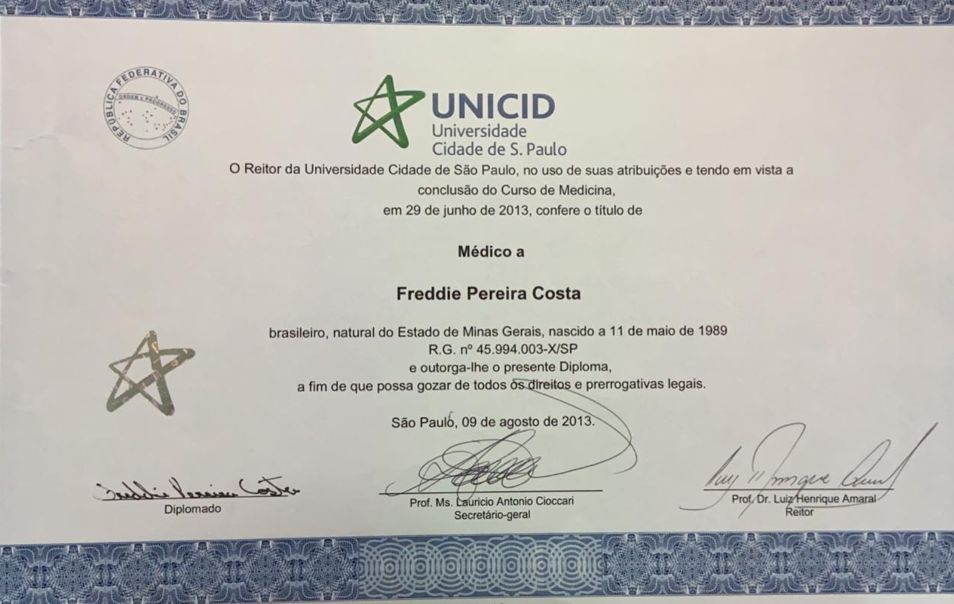 REPÚBLICA FEDERATIVA DO BRASIL
ORDEM E PROGRESSO
UNICID
Universidade
Cidade de S. Paulo
O Reitor da Universidade Cidade de São Paulo, no uso de suas atribuições e tendo em vista a
conclusão do Curso de Medicina,
em 29 de junho de 2013, confere o título de
Médico a
Freddie Pereira Costa
brasileiro, natural do Estado de Minas Gerais, nascido a 11 de maio de 1989
R.G. nº 45.994.003-X/SP
e outorga-lhe o presente Diploma,
a fim de que possa gozar de todos os direitos e prerrogativas legais.
São Paulo, 09 de agosto de 2013.
Freddie Pereira Costa
Diplomado
Prof. Ms. Lauricio Antonio Cioccari
Secretário-geral
Prof. Dr. Luiz Henrique Amaral
Reitor